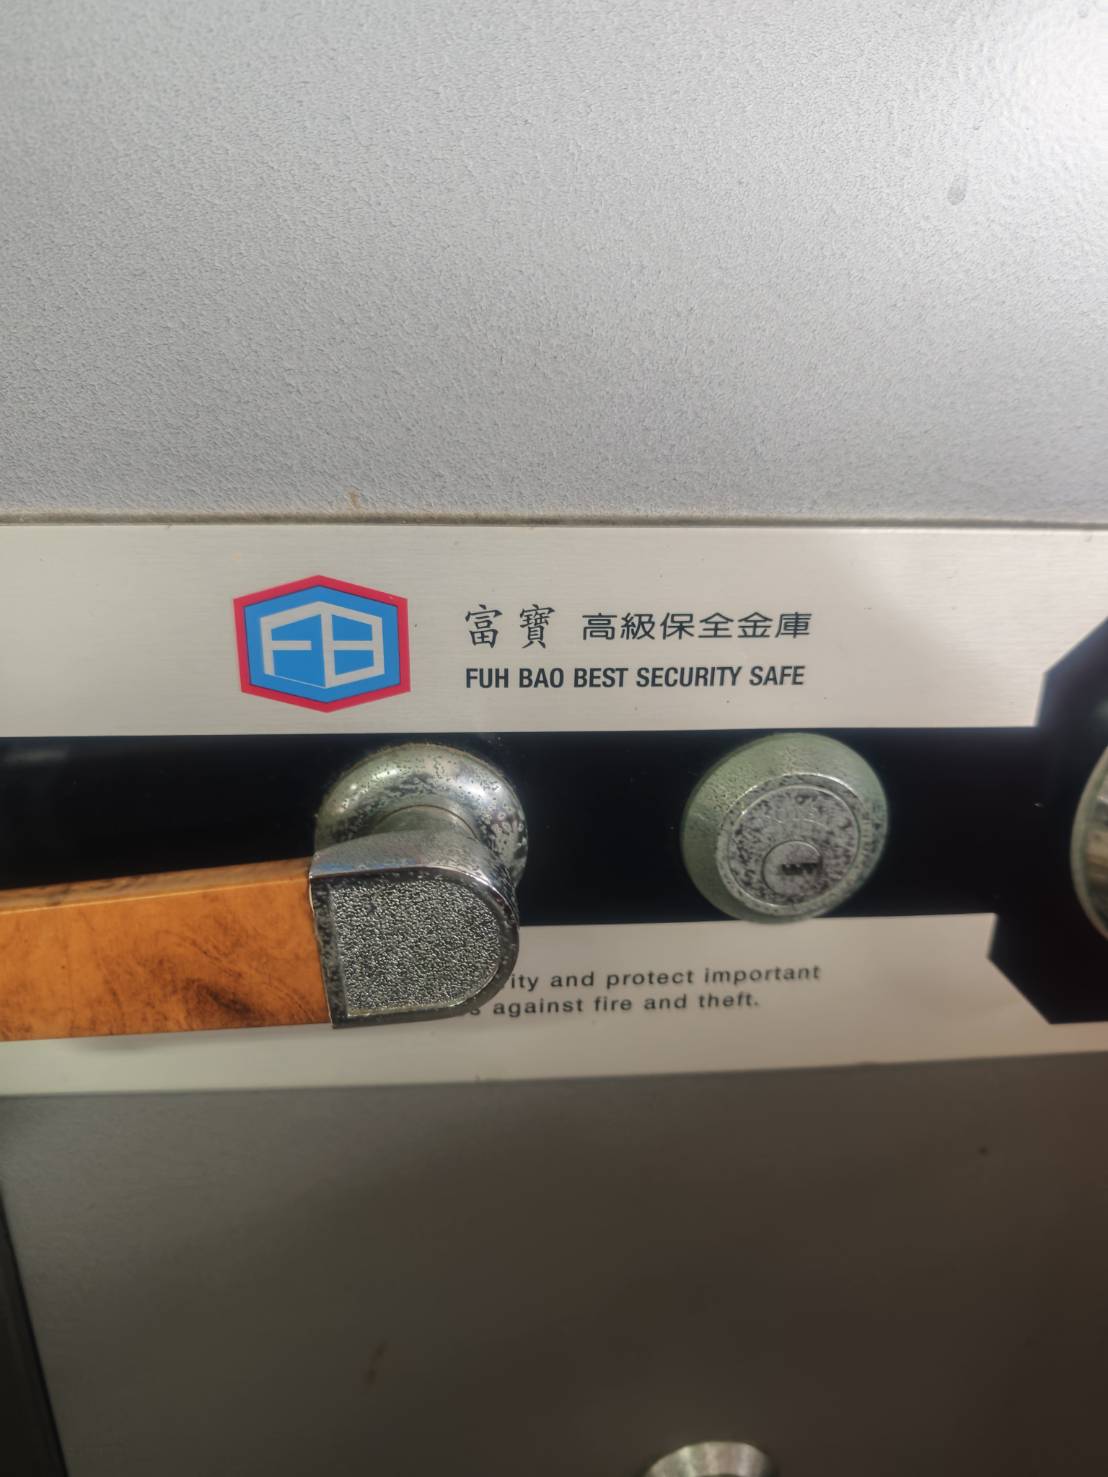 FB
富寶 高級保全金庫
FUH BAO BEST SECURITY SAFE
and protect important
against fire and theft.